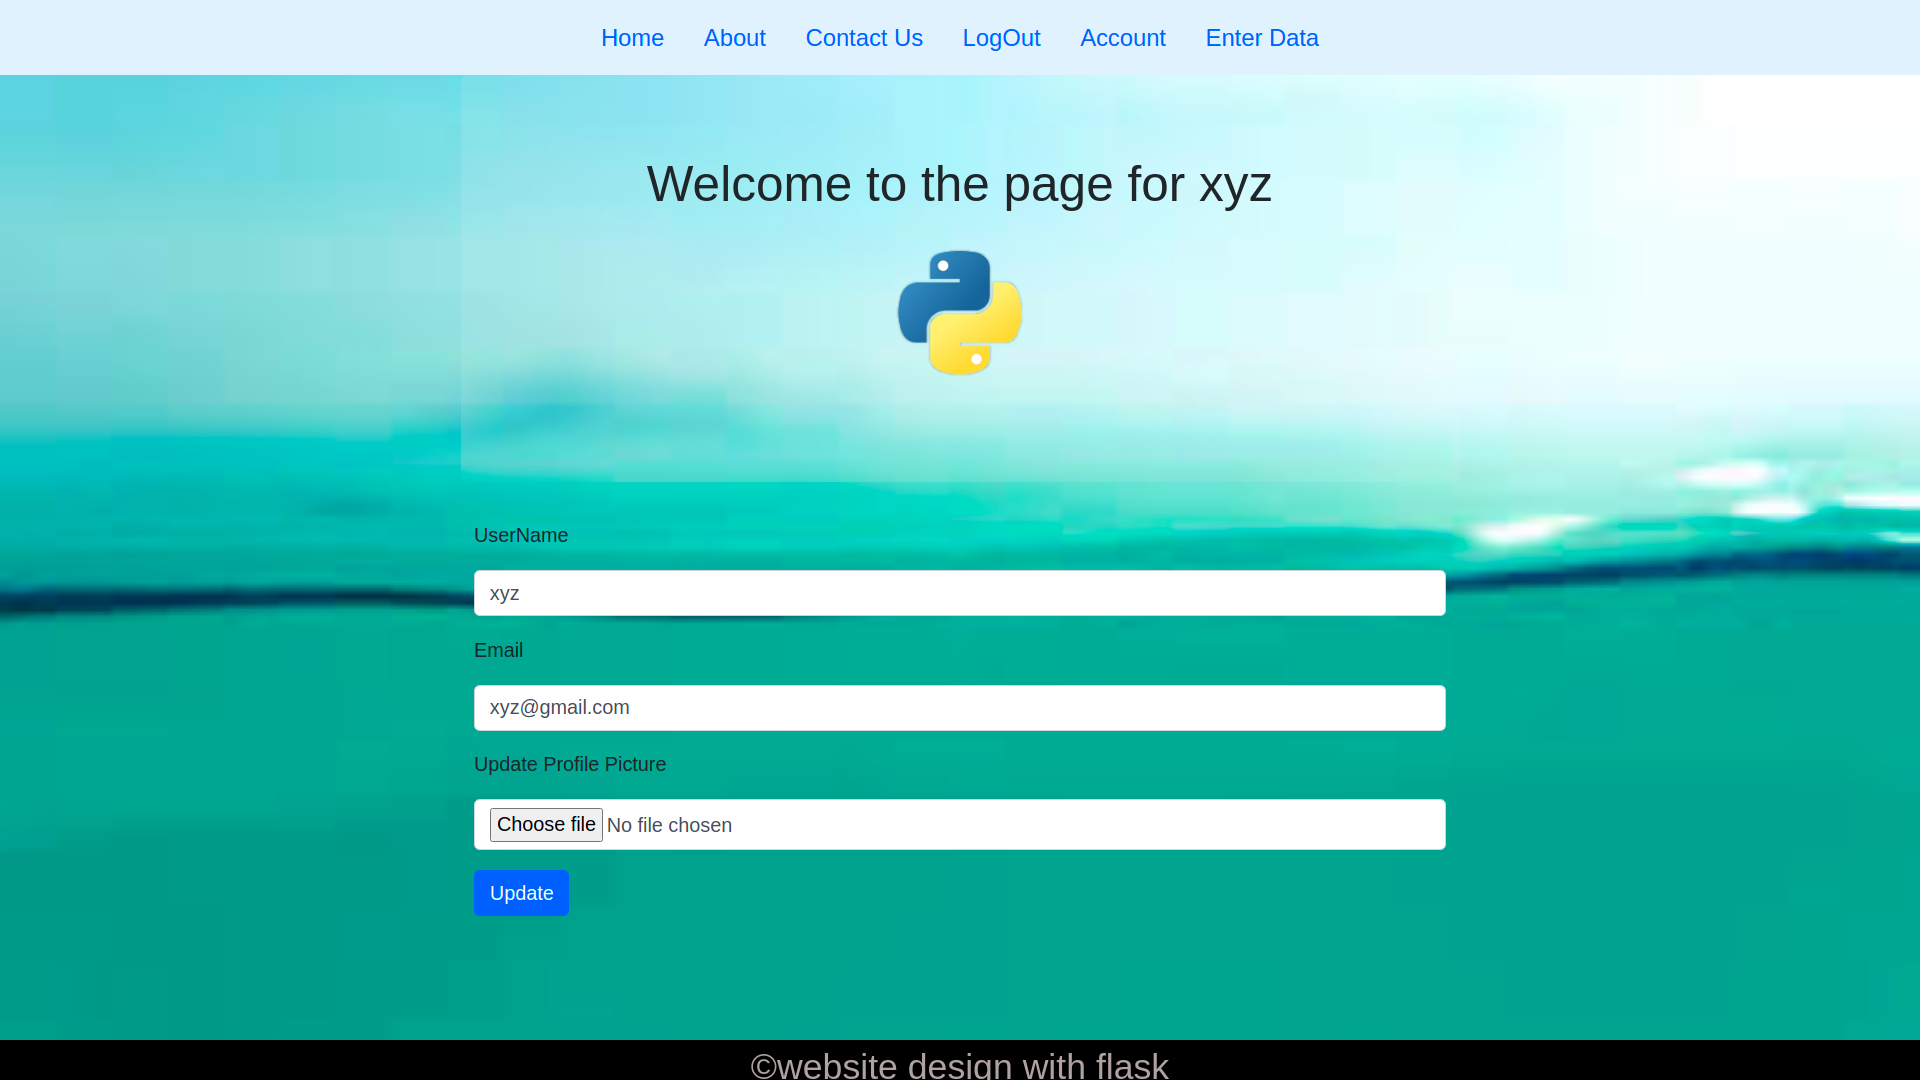 Home About Contact Us LogOut Account Enter Data
Welcome to the page for xyz
UserName
xyz
Email
xyz@gmail.com
Update Profile Picture
Choose file No file chosen
Update
©website design with flask